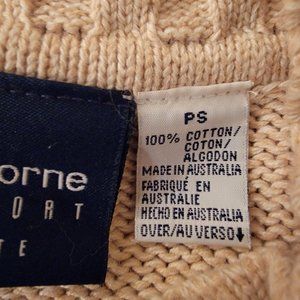 orne
ORT
TE
PS
100% COTTON/
COTON/
ALGODON
MADE IN AUSTRALIA
FABRIQUÉ EN
AUSTRALIE
HECHO EN AUSTRALIA
OVER/AU VERSO